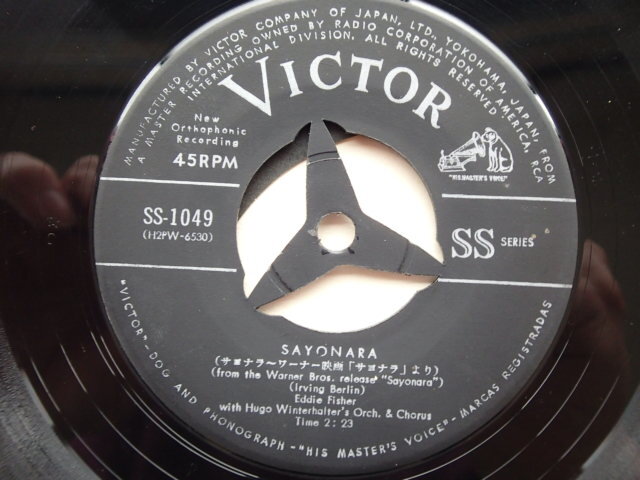 MANUFACTURED BY VICTOR COMPANY OF JAPAN, LTD., YOKOHAMA, JAPAN, FROM
A MASTER RECORDING OWNED BY RADIO CORPORATION OF AMERICA, RCA
INTERNATIONAL DIVISION, ALL RIGHTS RESERVED.
VICTOR
New
Orthophonic
Recording
45RPM
"HIS MASTER'S VOICE"
SS-1049
(H2PW-6530)
SS SERIES
SAYONARA
(サヨナラ〜ワーナー映画「サヨナラ」より)
(from the Warner Bros. release "Sayonara")
(Irving Berlin)
Eddie Fisher
with Hugo Winterhalter's Orch. & Chorus
Time 2:23
"VICTOR"-DOG AND PHONOGRAPH-"HIS MASTER'S VOICE"-MARCAS REGISTRADAS